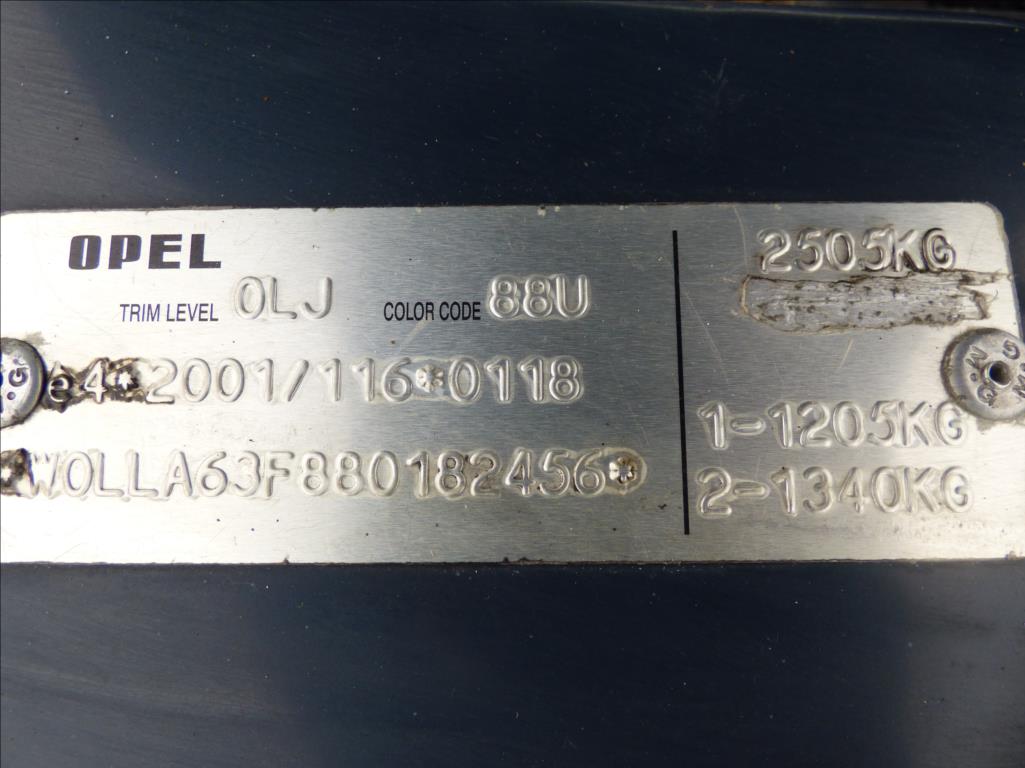 OPEL
TRIM LEVEL 0LJ COLOR CODE 88U
e4*2001/116*0118
W0LLA63F880182456*
2505KG
1-1205KG
2-1340KG